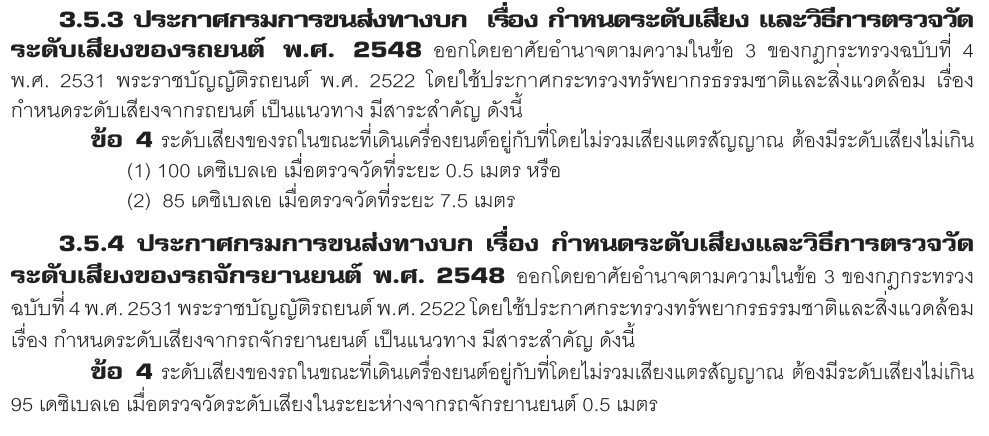 3.5.3 ประกาศกรมการขนส่งทางบก เรื่อง กำหนดระดับเสียง และวิธีการตรวจวัด
ระดับเสียงของรถยนต์ พ.ศ. 2548 ออกโดยอาศัยอำนาจตามความในข้อ 3 ของกฎกระทรวงฉบับที่ 4
พ.ศ. 2531 พระราชบัญญัติรถยนต์ พ.ศ. 2522 โดยใช้ประกาศกระทรวงทรัพยากรธรรมชาติและสิ่งแวดล้อม เรื่อง
กำหนดระดับเสียงจากรถยนต์ เป็นแนวทาง มีสาระสำคัญ ดังนี้
ข้อ 4 ระดับเสียงของรถในขณะที่เดินเครื่องยนต์อยู่กับที่โดยไม่รวมเสียงแตรสัญญาณ ต้องมีระดับเสียงไม่เกิน
(1) 100 เดซิเบลเอ เมื่อตรวจวัดที่ระยะ 0.5 เมตร หรือ
(2) 85 เดซิเบลเอ เมื่อตรวจวัดที่ระยะ 7.5 เมตร
3.5.4 ประกาศกรมการขนส่งทางบก เรื่อง กำหนดระดับเสียงและวิธีการตรวจวัด
ระดับเสียงของรถจักรยานยนต์ พ.ศ. 2548 ออกโดยอาศัยอำนาจตามความในข้อ 3 ของกฎกระทรวง
ฉบับที่ 4 พ.ศ. 2531 พระราชบัญญัติรถยนต์ พ.ศ. 2522 โดยใช้ประกาศกระทรวงทรัพยากรธรรมชาติและสิ่งแวดล้อม
เรื่อง กำหนดระดับเสียงจากรถจักรยานยนต์ เป็นแนวทาง มีสาระสำคัญ ดังนี้
ข้อ 4 ระดับเสียงของรถในขณะที่เดินเครื่องยนต์อยู่กับที่โดยไม่รวมเสียงแตรสัญญาณ ต้องมีระดับเสียงไม่เกิน
95 เดซิเบลเอ เมื่อตรวจวัดระดับเสียงในระยะห่างจากรถจักรยานยนต์ 0.5 เมตร